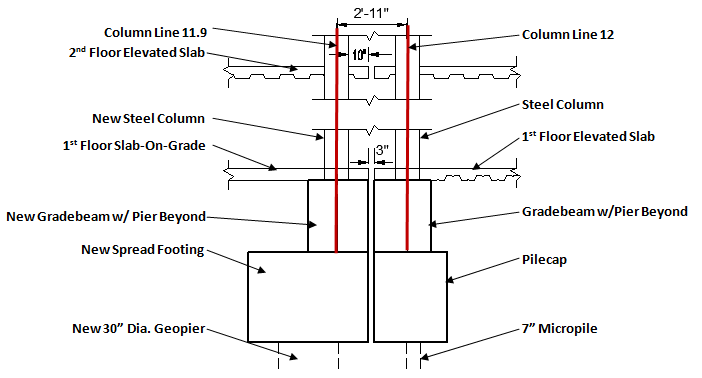 2'-11"
Column Line 11.9
Column Line 12
2nd Floor Elevated Slab
10"
New Steel Column
Steel Column
1st Floor Slab-On-Grade
3"
1st Floor Elevated Slab
New Gradebeam w/ Pier Beyond
Gradebeam w/Pier Beyond
New Spread Footing
Pilecap
New 30” Dia. Geopier
7” Micropile